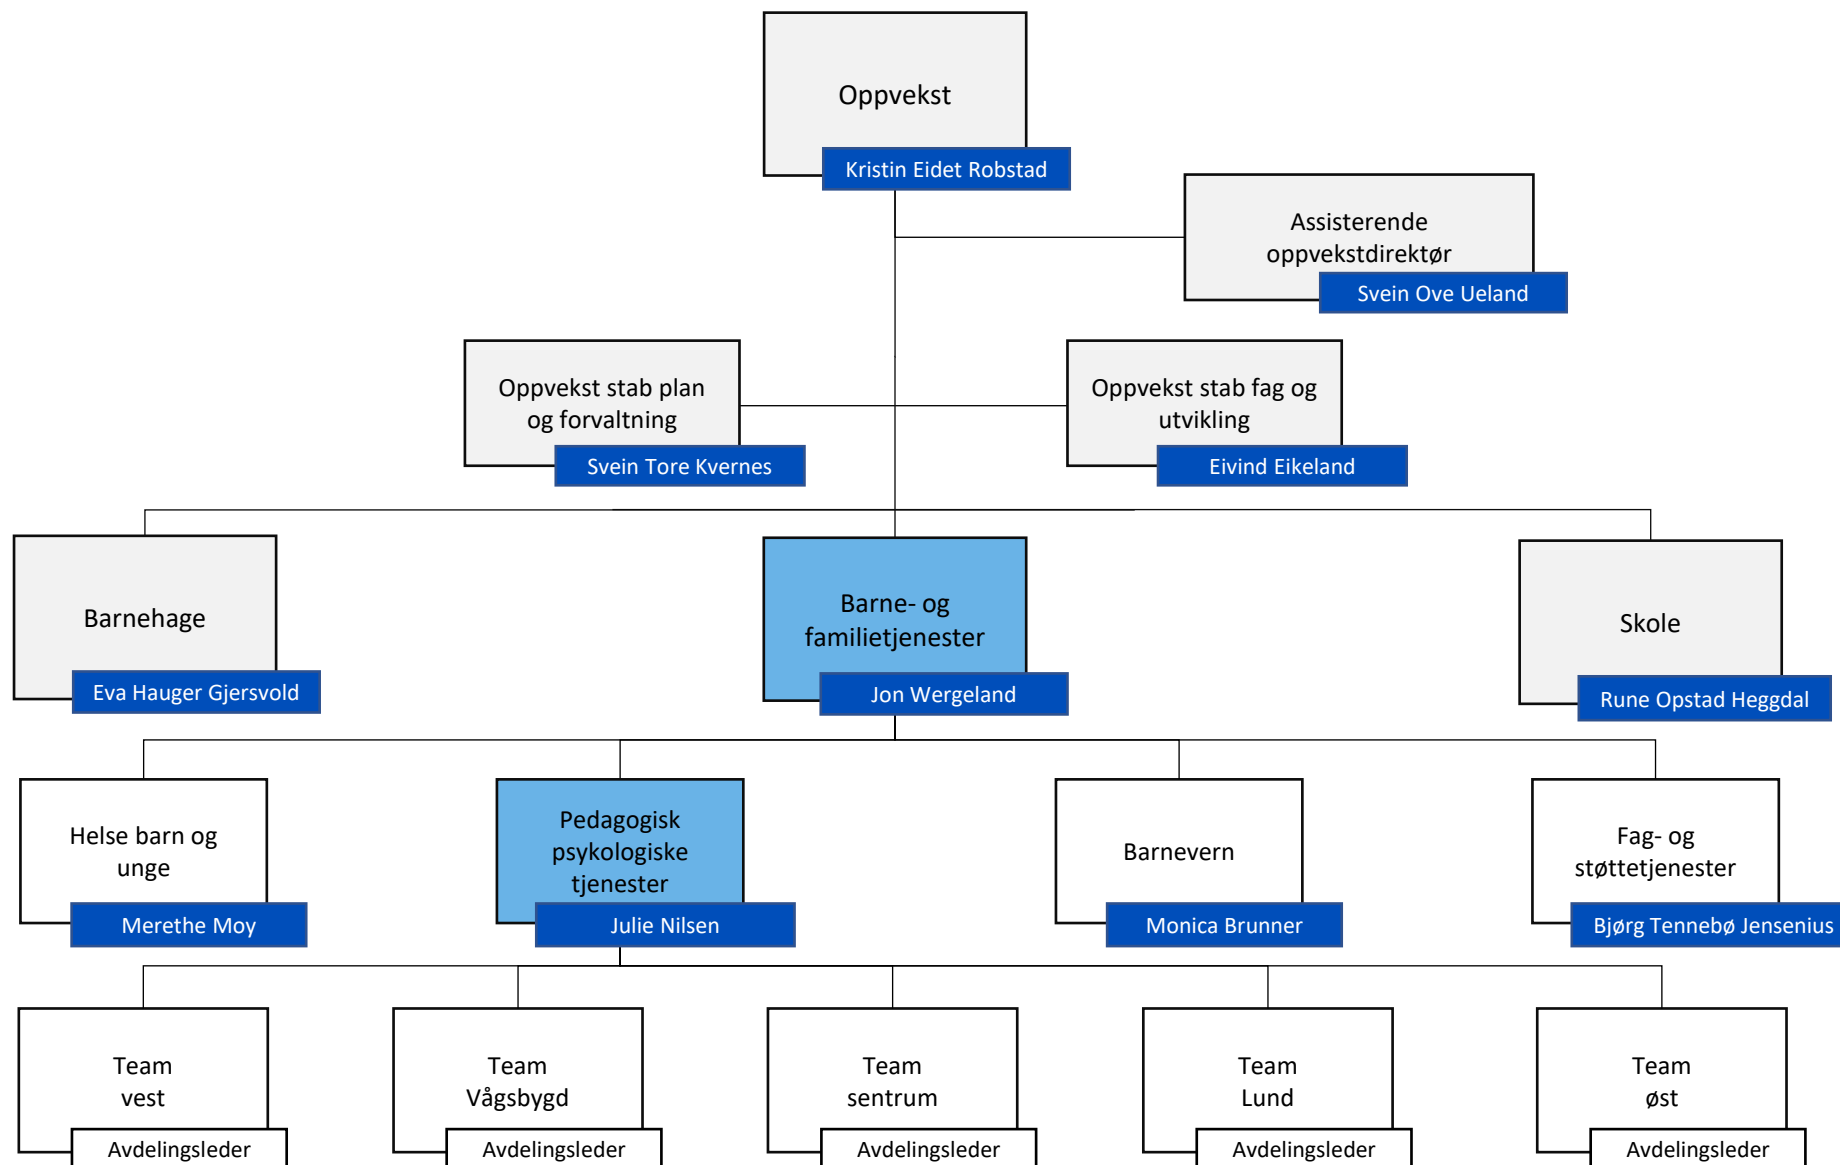 Oppvekst
Kristin Eidet Robstad
Assisterende
oppvekstdirektør
Svein Ove Ueland
Oppvekst stab plan
og forvaltning
Svein Tore Kvernes
Oppvekst stab fag og
utvikling
Eivind Eikeland
Barnehage
Eva Hauger Gjersvold
Barne- og
familietjenester
Jon Wergeland
Skole
Rune Opstad Heggdal
Helse barn og
unge
Merethe Moy
Pedagogisk
psykologiske
tjenester
Julie Nilsen
Barnevern
Monica Brunner
Fag- og
støttetjenester
Bjørg Tennebø Jensenius
Team
vest
Avdelingsleder
Team
Vågsbygd
Avdelingsleder
Team
sentrum
Avdelingsleder
Team
Lund
Avdelingsleder
Team
øst
Avdelingsleder